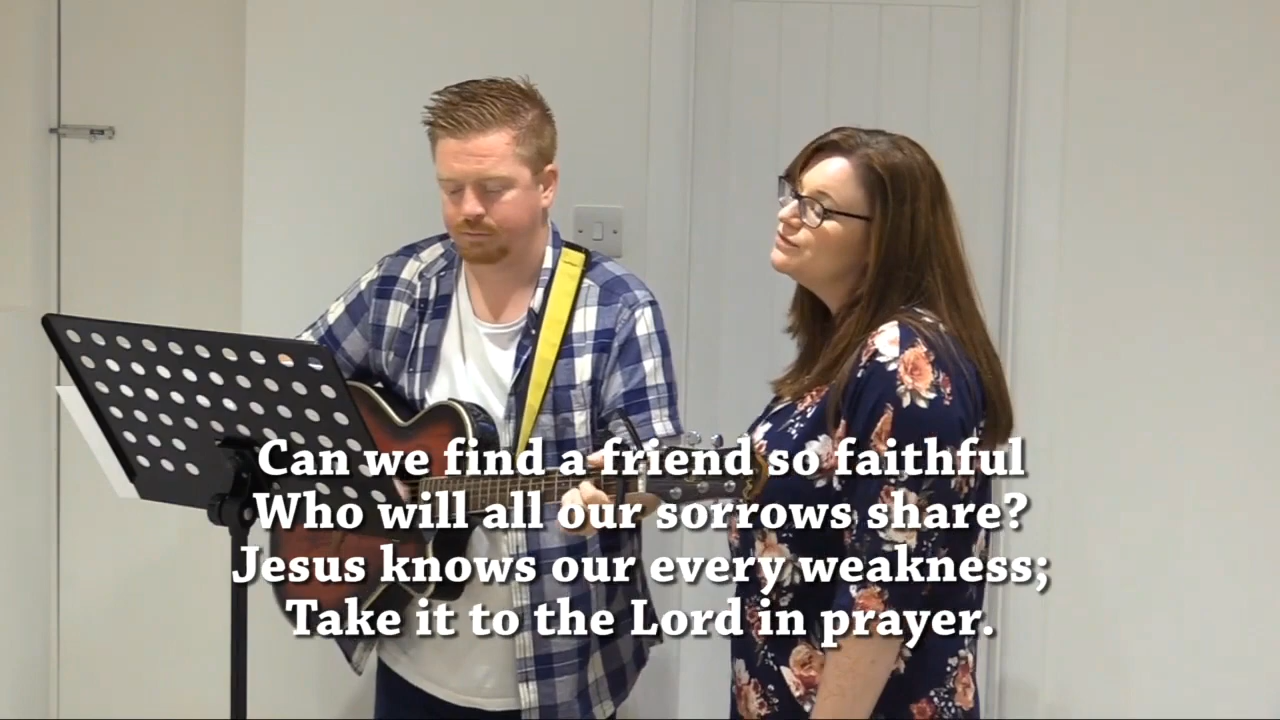 Can we find a friend so faithful
Who will all our sorrows share?
Jesus knows our every weakness;
Take it to the Lord in prayer.